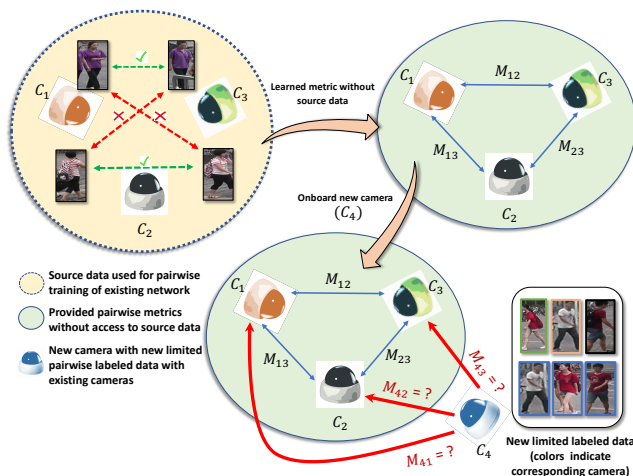 C1
C3
C2
Learned metric without
source data
C1
M12
C3
M13
M23
C2
Onboard new camera
(C4)
Source data used for pairwise
training of existing network
Provided pairwise metrics
without access to source data
New camera with new limited
pairwise labeled data with
existing cameras
C1
M12
C3
M13
M23
C2
M43 = ?
M42 = ?
M41 = ?
C4
New limited labeled data
(colors indicate
corresponding camera)